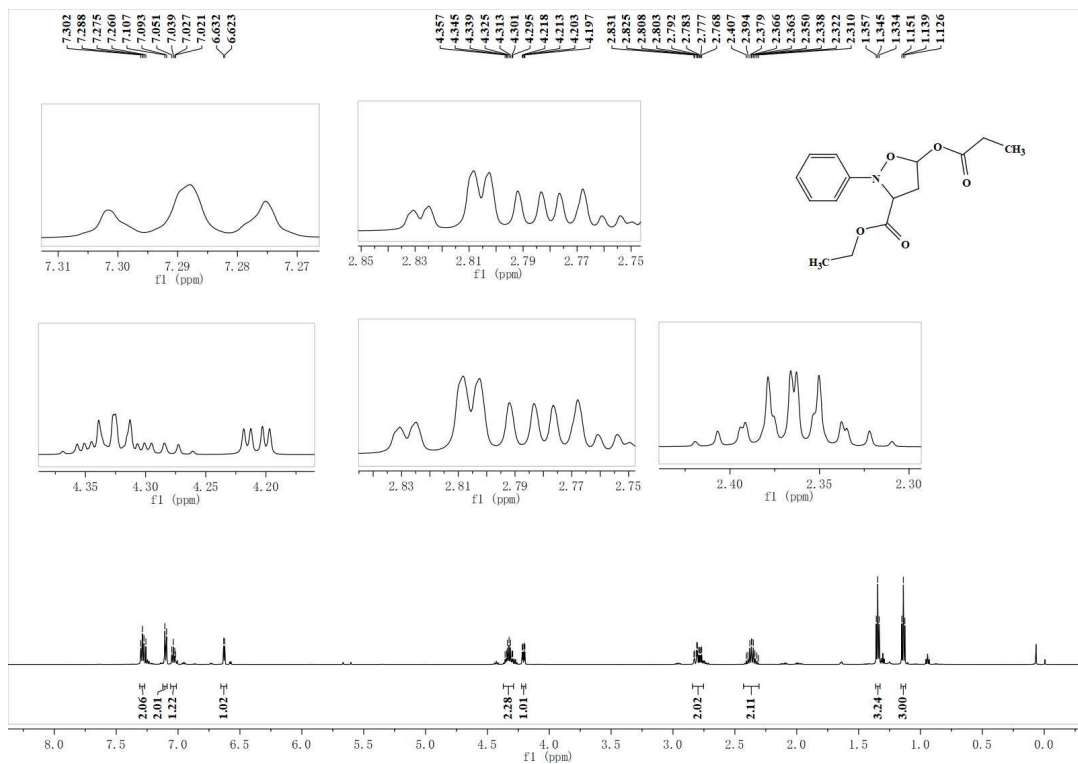 7.302
7.288
7.275
7.260
7.107
7.093
7.051
7.039
7.027
7.021
6.632
6.623
4.357
4.345
4.339
4.325
4.313
4.301
4.295
4.218
4.213
4.203
4.197
2.831
2.825
2.808
2.803
2.792
2.783
2.777
2.768
2.407
2.394
2.379
2.366
2.363
2.350
2.338
2.322
2.310
1.357
1.345
1.334
1.151
1.139
1.126
7.31 7.30 7.29 7.28 7.27
f1 (ppm)
2.85 2.83 2.81 2.79 2.77 2.75
f1 (ppm)
O
O
CH3
N
O
O
O
H3C
4.35 4.30 4.25 4.20
f1 (ppm)
2.83 2.81 2.79 2.77 2.75
f1 (ppm)
2.40 2.35 2.30
f1 (ppm)
2.06
2.01
1.22
1.02
2.28
1.01
2.02
2.11
3.24
3.00
8.0 7.5 7.0 6.5 6.0 5.5 5.0 4.5 4.0 3.5 3.0 2.5 2.0 1.5 1.0 0.5 0.0
f1 (ppm)